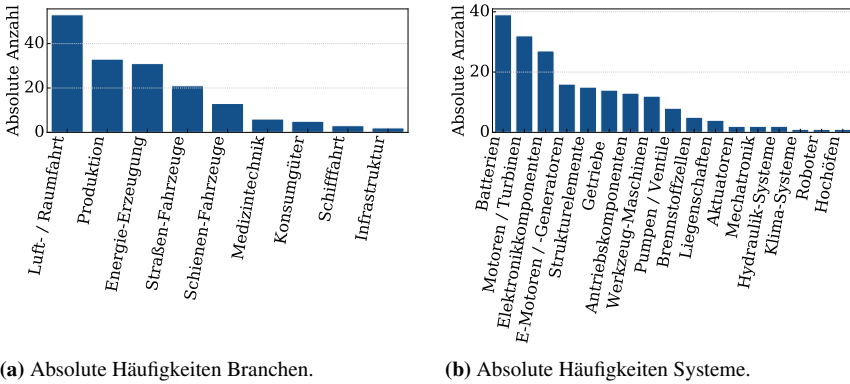 Absolute Anzahl
40
20
0
Luft- / Raumfahrt
Produktion
Energie-Erzeugung
Straßen-Fahrzeuge
Schienen-Fahrzeuge
Medizintechnik
Konsumgüter
Schifffahrt
Infrastruktur
(a) Absolute Häufigkeiten Branchen.
Absolute Anzahl
40
20
0
Batterien
Motoren / Turbinen
Elektronikkomponenten
E-Motoren / -Generatoren
Strukturelemente
Getriebe
Antriebskomponenten
Werkzeug-Maschinen
Pumpen / Ventile
Brennstoffzellen
Liegenschaften
Aktuatoren
Mechatronik
Hydraulik-Systeme
Klima-Systeme
Roboter
Hochöfen
(b) Absolute Häufigkeiten Systeme.